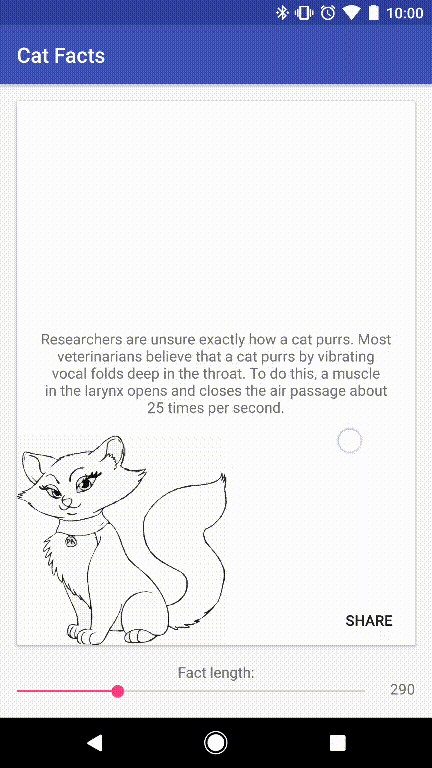 10:00
Cat Facts
Researchers are unsure exactly how a cat purrs. Most
veterinarians believe that a cat purrs by vibrating
vocal folds deep in the throat. To do this, a muscle
in the larynx opens and closes the air passage about
25 times per second.
SHARE
Fact length:
290